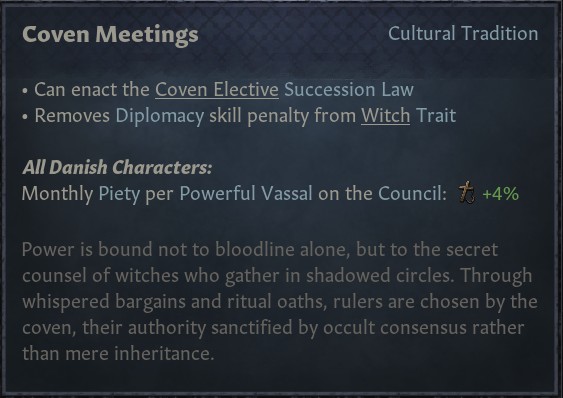 Coven Meetings
Cultural Tradition
• Can enact the Coven Elective Succession Law
• Removes Diplomacy skill penalty from Witch Trait
All Danish Characters:
Monthly Piety per Powerful Vassal on the Council: +4%
Power is bound not to bloodline alone, but to the secret
counsel of witches who gather in shadowed circles. Through
whispered bargains and ritual oaths, rulers are chosen by the
coven, their authority sanctified by occult consensus rather
than mere inheritance.